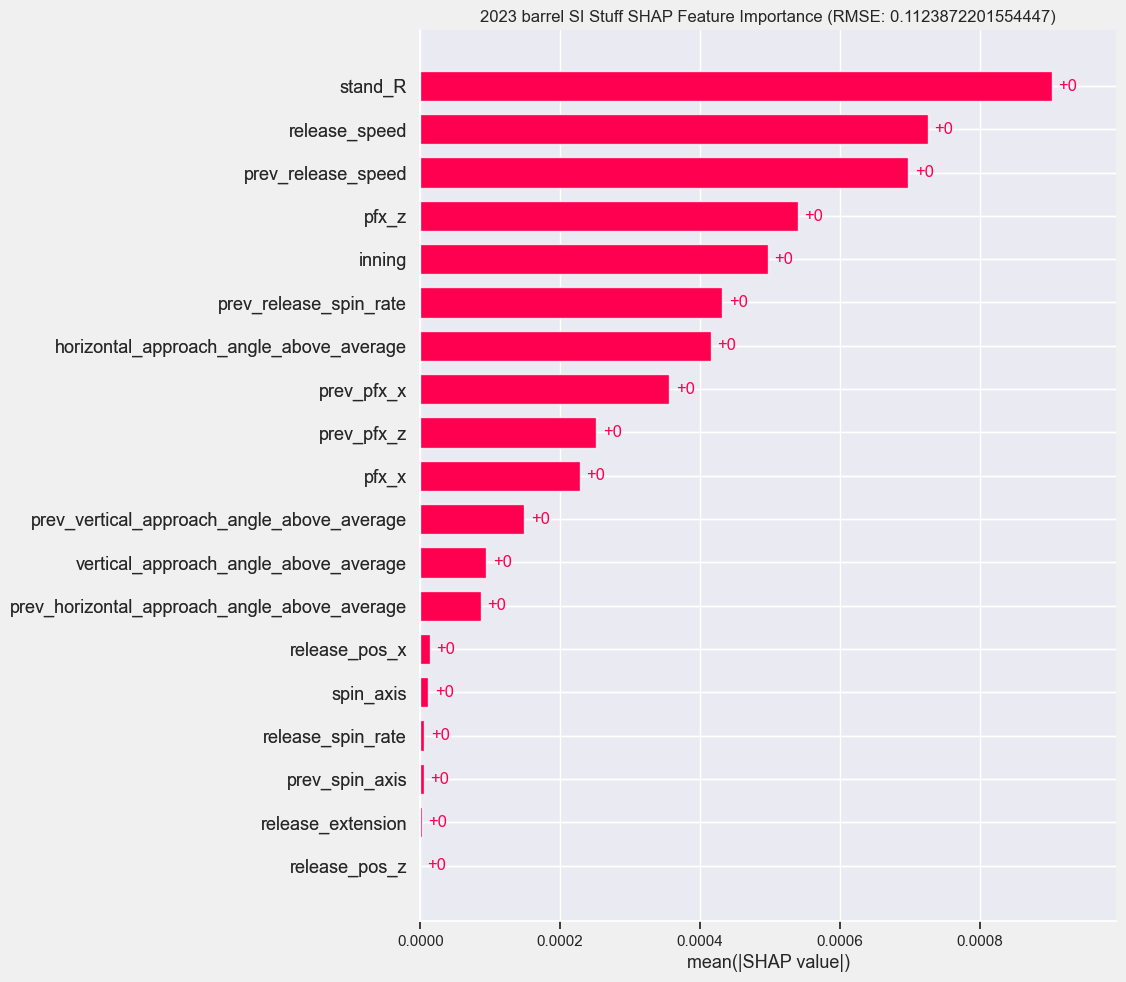 2023 barrel SI Stuff SHAP Feature Importance (RMSE: 0.1123872201554447)
stand_R +0
release_speed +0
prev_release_speed +0
pfx_z +0
inning +0
prev_release_spin_rate +0
horizontal_approach_angle_above_average +0
prev_pfx_x +0
prev_pfx_z +0
pfx_x +0
prev_vertical_approach_angle_above_average +0
vertical_approach_angle_above_average +0
prev_horizontal_approach_angle_above_average +0
release_pos_x +0
spin_axis +0
release_spin_rate +0
prev_spin_axis +0
release_extension +0
release_pos_z +0
0.0000 0.0002 0.0004 0.0006 0.0008
mean(|SHAP value|)